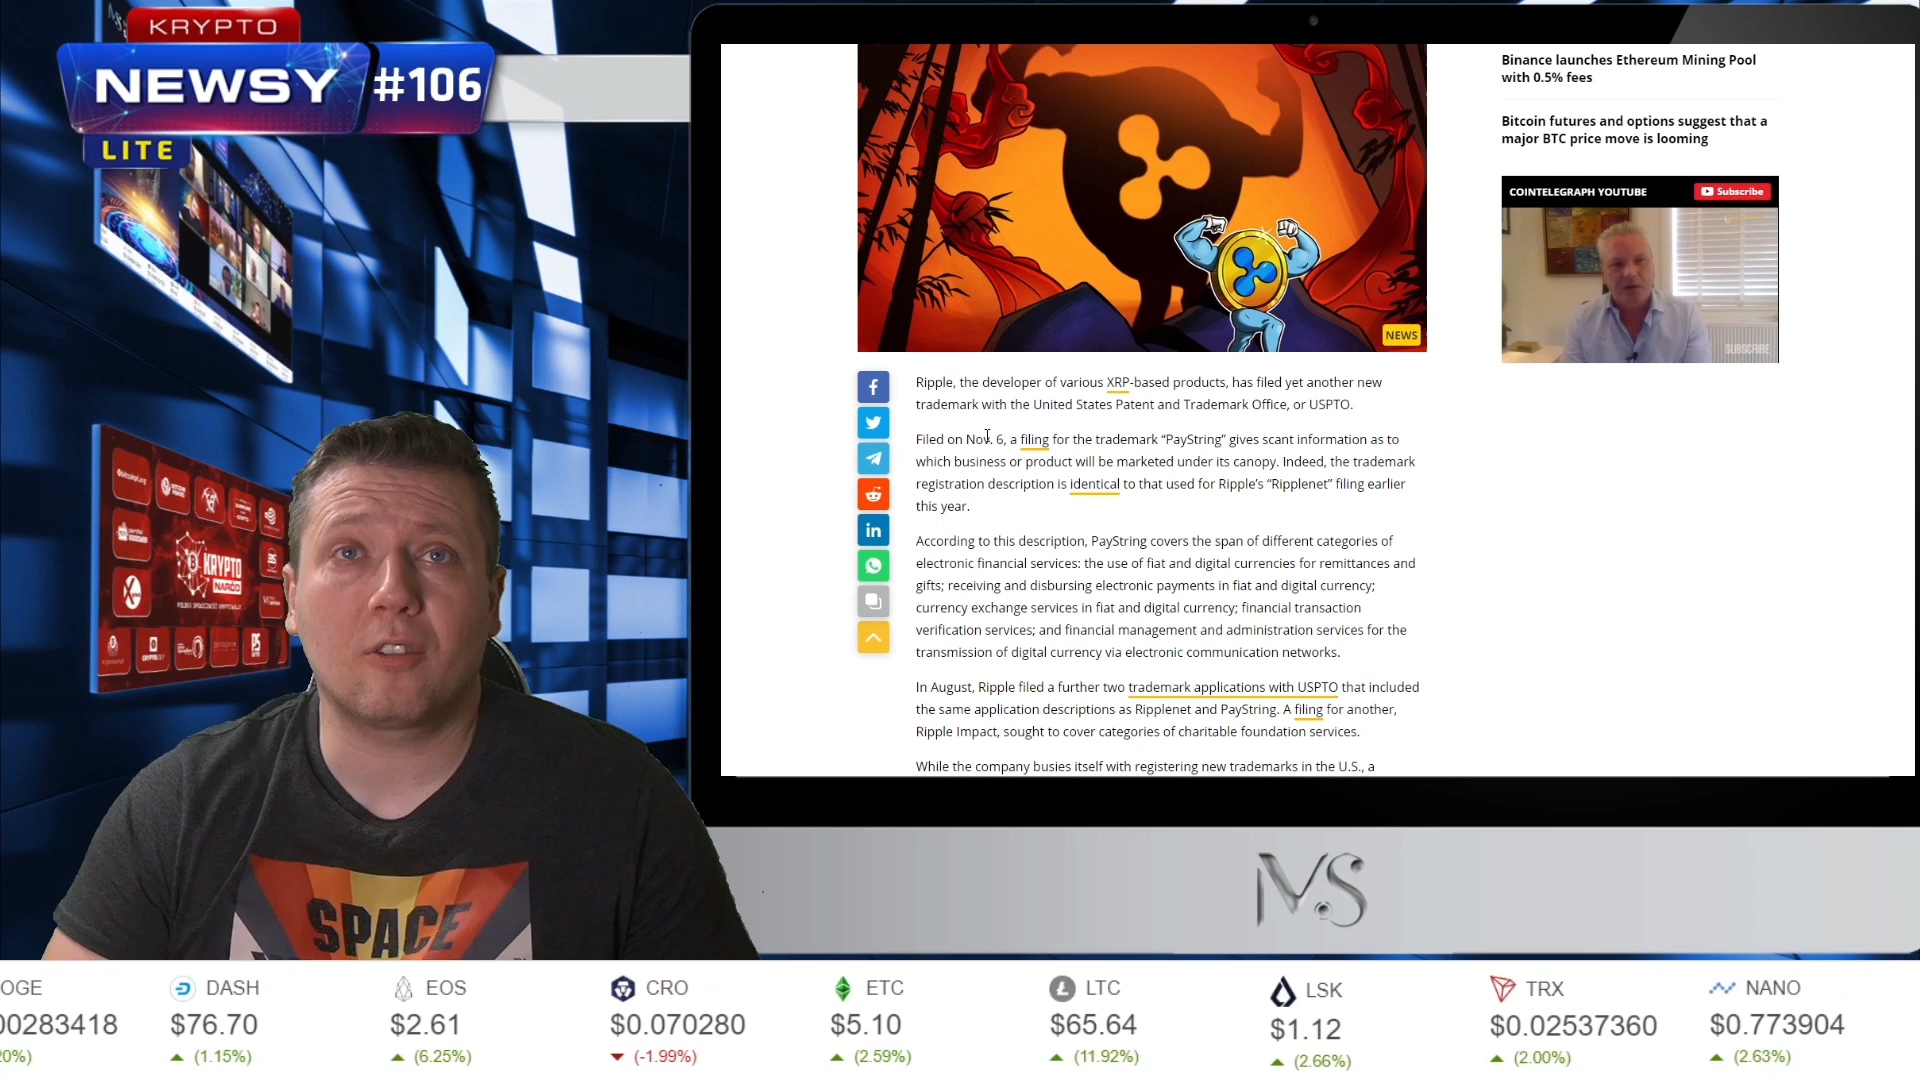 KRYPTO
NEWSY #106
LITE
KRYPTO
NARÓD
SPACE
Binance launches Ethereum Mining Pool
with 0.5% fees
Bitcoin futures and options suggest that a
major BTC price move is looming
COINTELEGRAPH YOUTUBE
Subscribe
SUBSCRIBE
NEWS
Ripple, the developer of various XRP-based products, has filed yet another new
trademark with the United States Patent and Trademark Office, or USPTO.
Filed on Nov. 6, a filing for the trademark “PayString” gives scant information as to
which business or product will be marketed under its canopy. Indeed, the trademark
registration description is identical to that used for Ripple’s “Ripplenet” filing earlier
this year.
According to this description, PayString covers the span of different categories of
electronic financial services: the use of fiat and digital currencies for remittances and
gifts; receiving and disbursing electronic payments in fiat and digital currency;
currency exchange services in fiat and digital currency; financial transaction
verification services; and financial management and administration services for the
transmission of digital currency via electronic communication networks.
In August, Ripple filed a further two trademark applications with USPTO that included
the same application descriptions as Ripplenet and PayString. A filing for another,
Ripple Impact, sought to cover categories of charitable foundation services.
While the company busies itself with registering new trademarks in the U.S., a
MS
OGE DASH EOS CRO ETC LTC LSK TRX NANO
00283418 $76.70 $2.61 $0.070280 $5.10 $65.64 $1.12 $0.02537360 $0.773904
20%) (1.15%) (6.25%) (-1.99%) (2.59%) (11.92%) (2.66%) (2.00%) (2.63%)